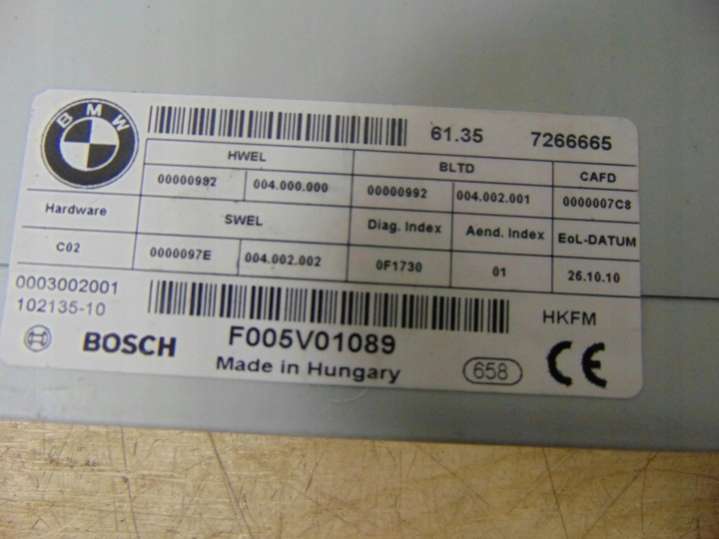 BMW
61.35 7266665
HWEL BLTD CAFD
00000992 004.000.000 00000992 004.002.001 0000007C8
Hardware SWEL Diag. Index Aend. Index EoL-DATUM
C02 0000097E 004.002.002 0F1730 01 26.10.10
0003002001
102135-10
HKFM
BOSCH F005V01089
Made in Hungary 658 CE